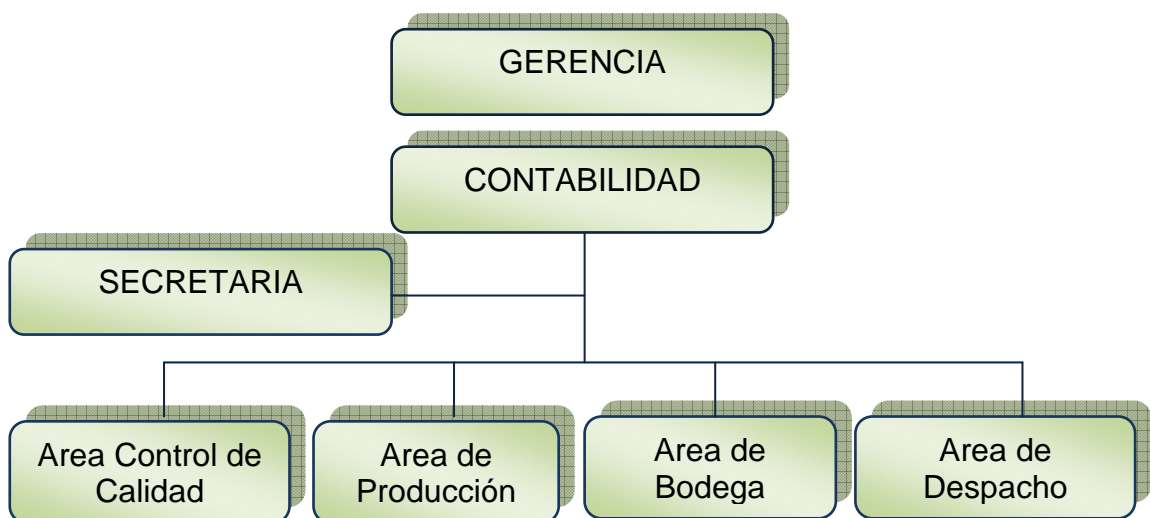 GERENCIA
CONTABILIDAD
SECRETARIA
Area Control de
Calidad
Area de
Producción
Area de
Bodega
Area de
Despacho